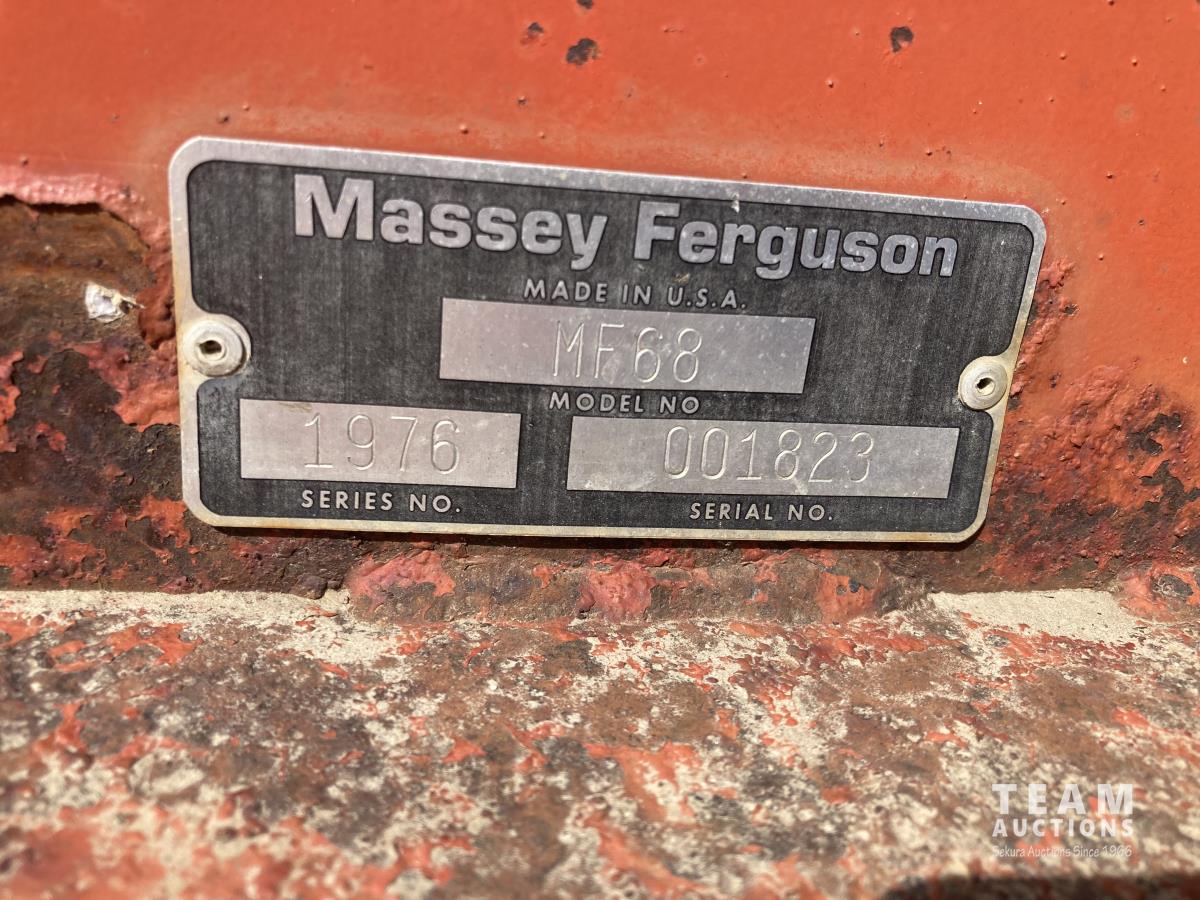 Massey Ferguson
MADE IN U.S.A.
MF68
MODEL NO
1976
SERIES NO.
001823
SERIAL NO.
TEAM
AUCTIONS
Sekura Auctions Since 1966